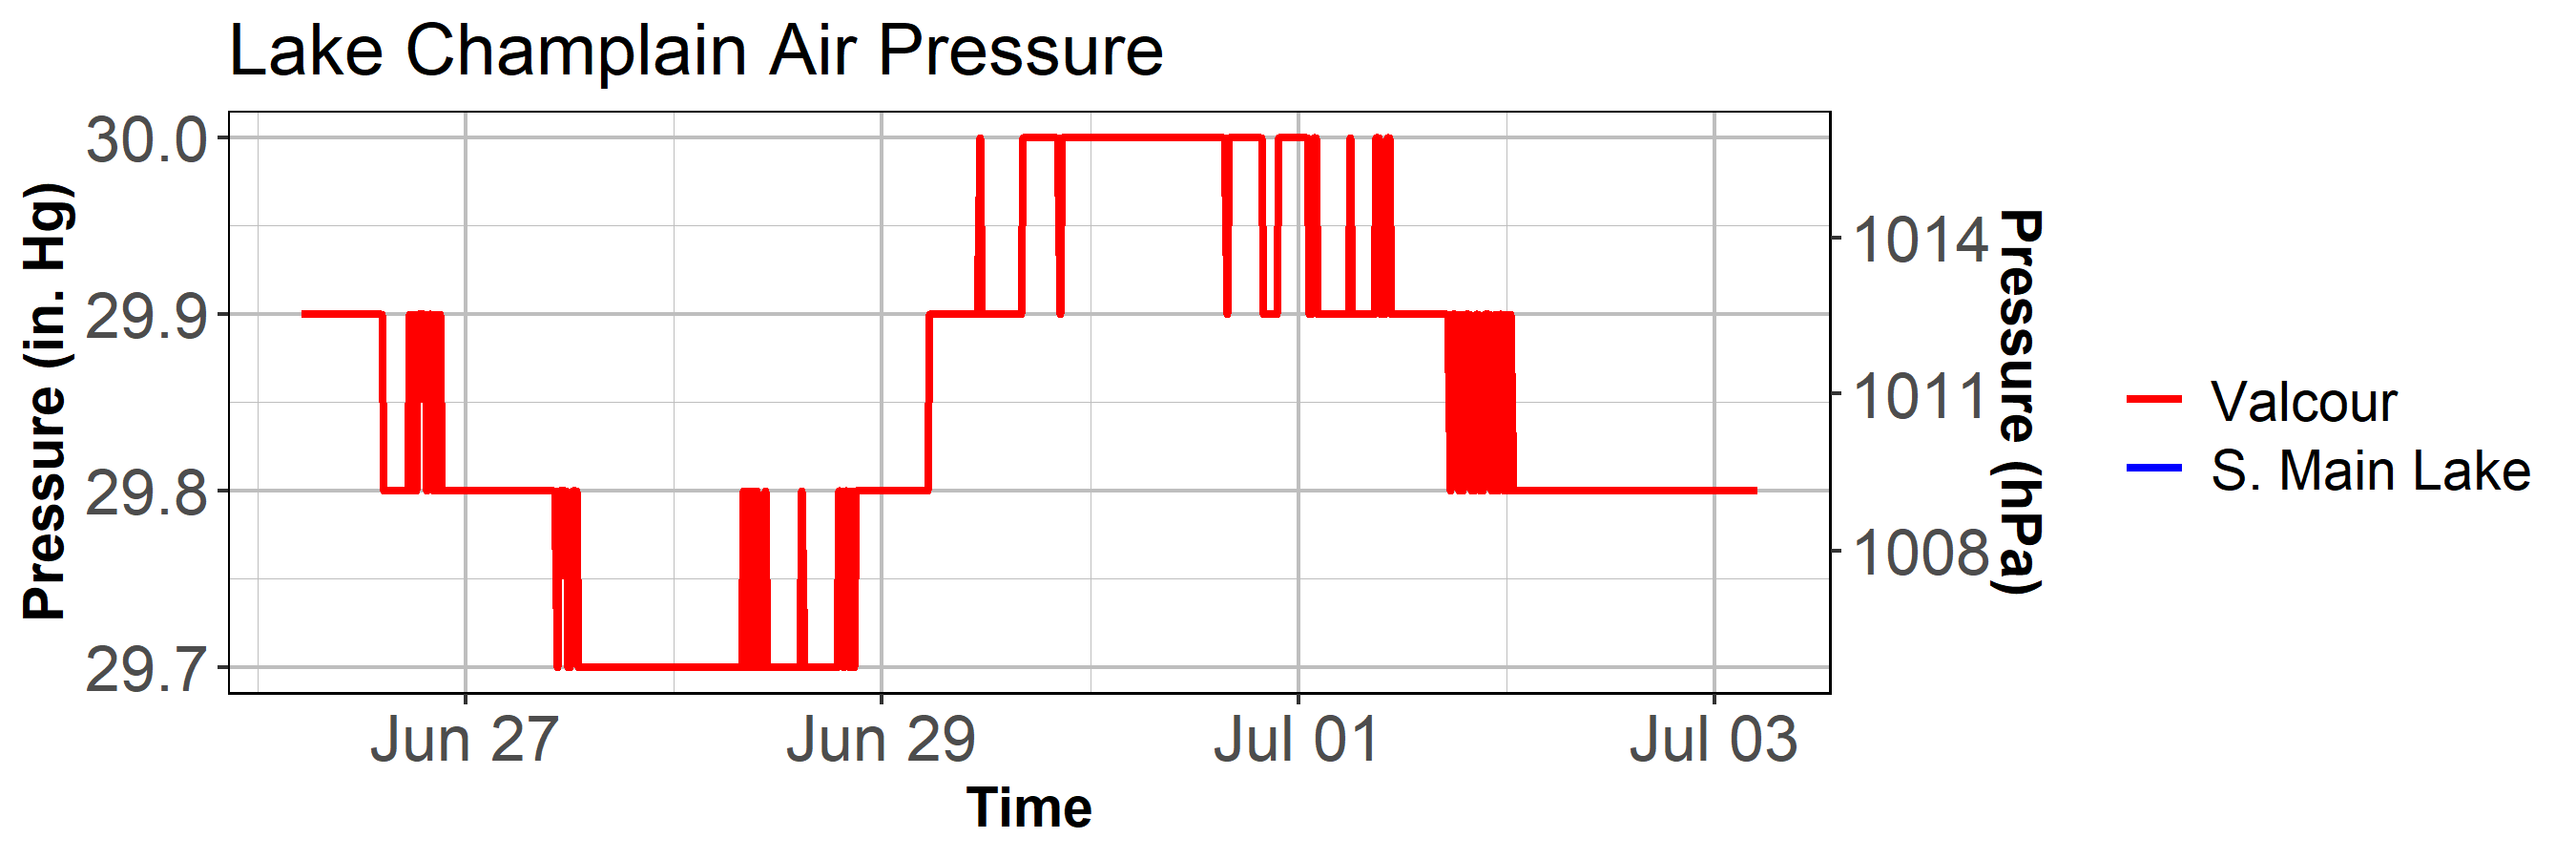 Lake Champlain Air Pressure
Pressure (in. Hg)
30.0
29.9
29.8
29.7
1014
1011
1008
Pressure (hPa)
Jun 27
Jun 29
Jul 01
Jul 03
Time
Valcour
S. Main Lake